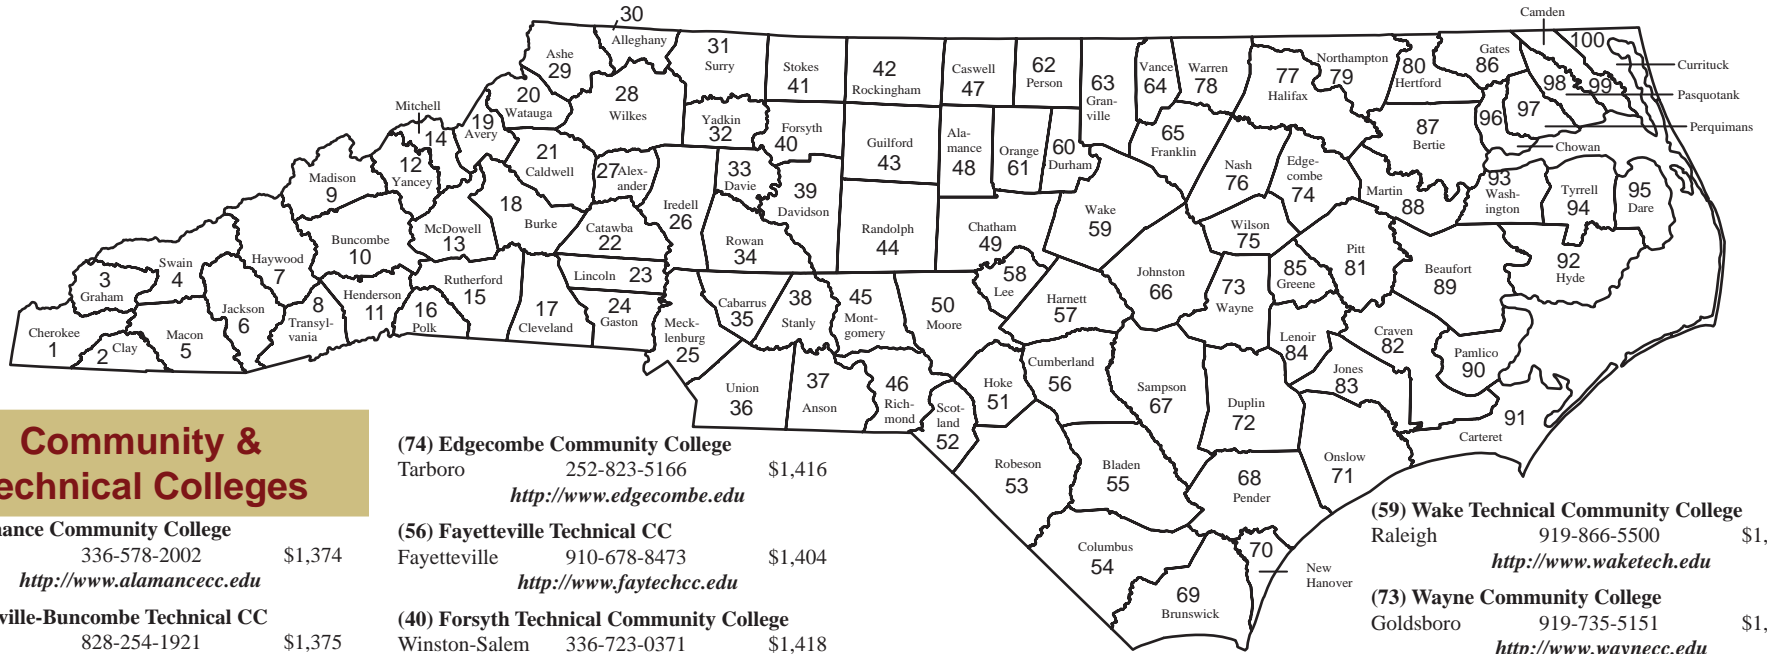 30
Alleghany
Ashe
29
31
Surry
Stokes
41
42
Rockingham
Caswell
47
62
Person
63
Gran-
ville
Vance
64
Warren
78
77
Halifax
Northampton
79
80
Hertford
Gates
86
Camden
100
Currituck
98
99
Pasquotank
96
97
Perquimans
Chowan
20
Watauga
28
Wilkes
Yadkin
32
Forsyth
40
Guilford
43
Ala-
mance
48
Orange
61
60
Durham
65
Franklin
Nash
76
Edge-
combe
74
87
Bertie
Martin
88
93
Wash-
ington
Tyrrell
94
95
Dare
Mitchell
14
19
Avery
12
Yancey
Madison
9
21
Caldwell
27
Alex-
ander
33
Davie
39
Davidson
Iredell
26
18
Burke
McDowell
13
Buncombe
10
Catawba
22
Rowan
34
Randolph
44
Chatham
49
Wake
59
Wilson
75
Pitt
81
Beaufort
89
92
Hyde
3
Graham
Swain
4
Haywood
7
Jackson
6
8
Transyl-
vania
Henderson
11
16
Polk
Rutherford
15
17
Cleveland
Lincoln 23
24
Gaston
Meck-
lenburg
25
Cabarrus
35
38
Stanly
45
Mont-
gomery
50
Moore
58
Lee
Harnett
57
Johnston
66
73
Wayne
85
Greene
Lenoir
84
Craven
82
Pamlico
90
Jones
83
Cherokee
1
2 Clay
Macon
5
Union
36
37
Anson
46
Rich-
mond
Scot-
land
52
Hoke
51
Cumberland
56
Sampson
67
Duplin
72
Onslow
71
91
Carteret
Robeson
53
Bladen
55
68
Pender
Columbus
54
69
Brunswick
70
New
Hanover
Community &
echnical Colleges
nance Community College
336-578-2002 $1,374
http://www.alamancecc.edu
ville-Buncombe Technical CC
828-254-1921 $1,375
(74) Edgecombe Community College
Tarboro 252-823-5166 $1,416
http://www.edgecombe.edu
(56) Fayetteville Technical CC
Fayetteville 910-678-8473 $1,404
http://www.faytechcc.edu
(40) Forsyth Technical Community College
Winston-Salem 336-723-0371 $1,418
(59) Wake Technical Community College
Raleigh 919-866-5500 $1,
http://www.waketech.edu
(73) Wayne Community College
Goldsboro 919-735-5151 $1,
http://www.waynecc.edu